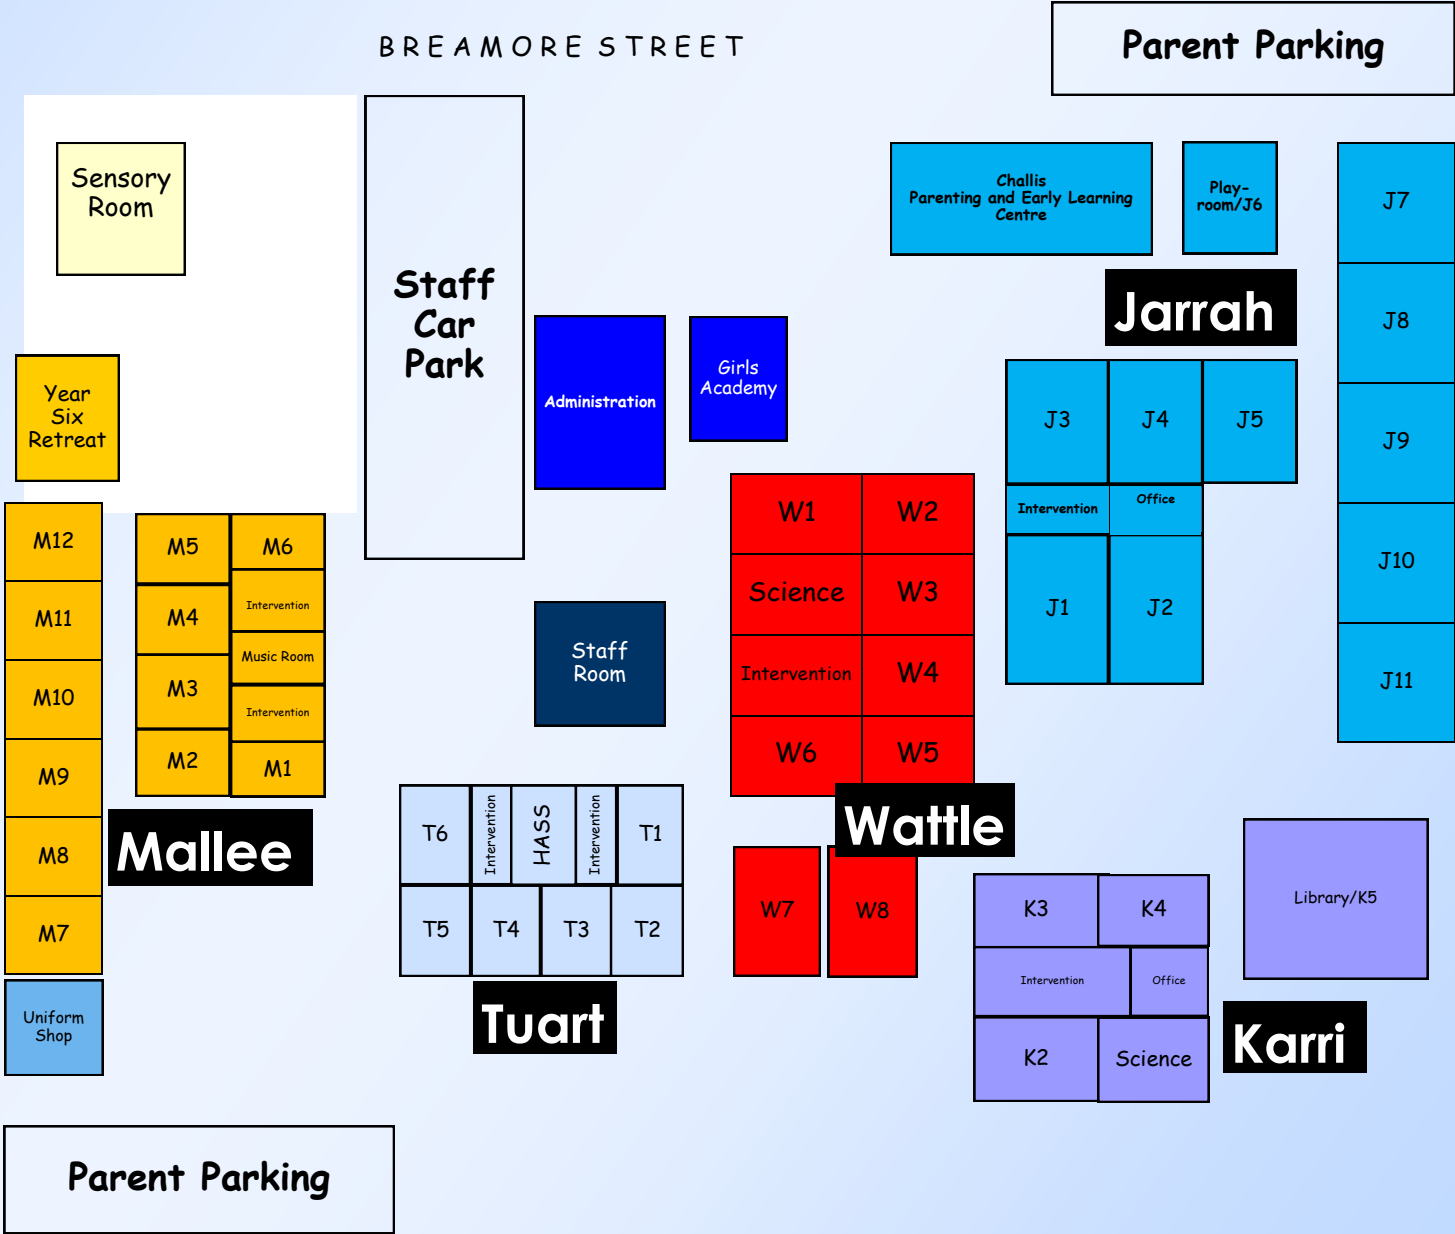 BREAMORE STREET
Parent Parking
Sensory
Room
Staff
Car
Park
Challis
Parenting and Early Learning
Centre
Play-
room/J6
J7
J8
J9
J10
J11
Jarrah
Year
Six
Retreat
Administration
Girls
Academy
J3
J4
J5
Intervention
Office
J1
J2
M12
M11
M10
M9
M8
M7
M5
M6
M4
Intervention
Music Room
M3
Intervention
M2
M1
Mallee
Staff
Room
W1
W2
Science
W3
Intervention
W4
W6
W5
Wattle
W7
W8
T6
Intervention
HASS
Intervention
T1
T5
T4
T3
T2
Tuart
K3
K4
Intervention
Office
K2
Science
Library/K5
Karri
Uniform
Shop
Parent Parking